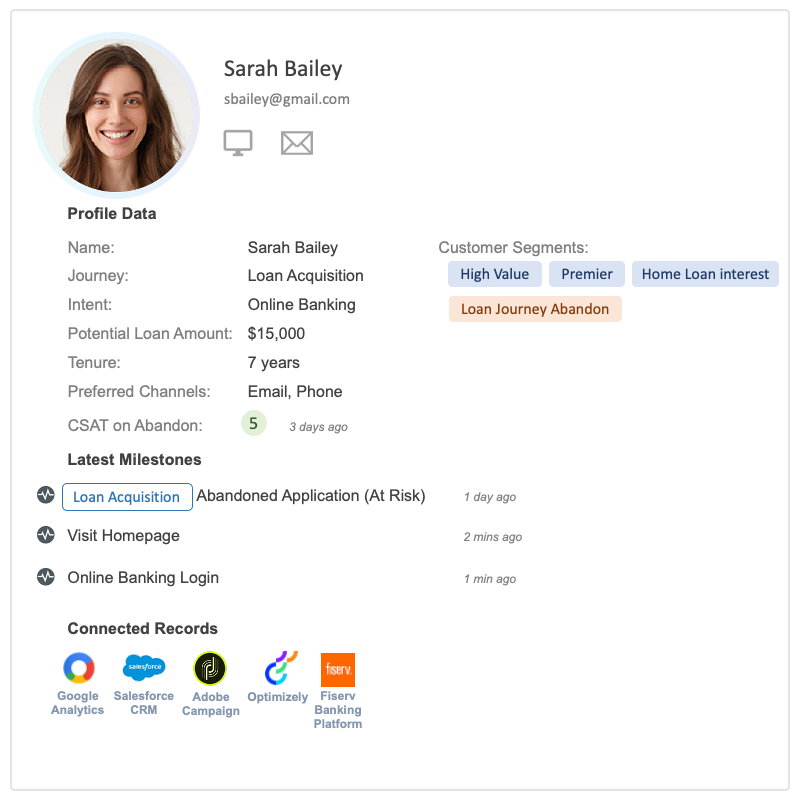 Sarah Bailey
sbailey@gmail.com
Profile Data
Name: Sarah Bailey
Customer Segments:
Journey: Loan Acquisition
High Value Premier Home Loan interest
Intent: Online Banking
Loan Journey Abandon
Potential Loan Amount: $15,000
Tenure: 7 years
Preferred Channels: Email, Phone
CSAT on Abandon: 5 3 days ago
Latest Milestones
Loan Acquisition Abandoned Application (At Risk) 1 day ago
Visit Homepage 2 mins ago
Online Banking Login 1 min ago
Connected Records
salesforce
fiserv.
Google Analytics
Salesforce CRM
Adobe Campaign
Optimizely
Fiserv Banking Platform